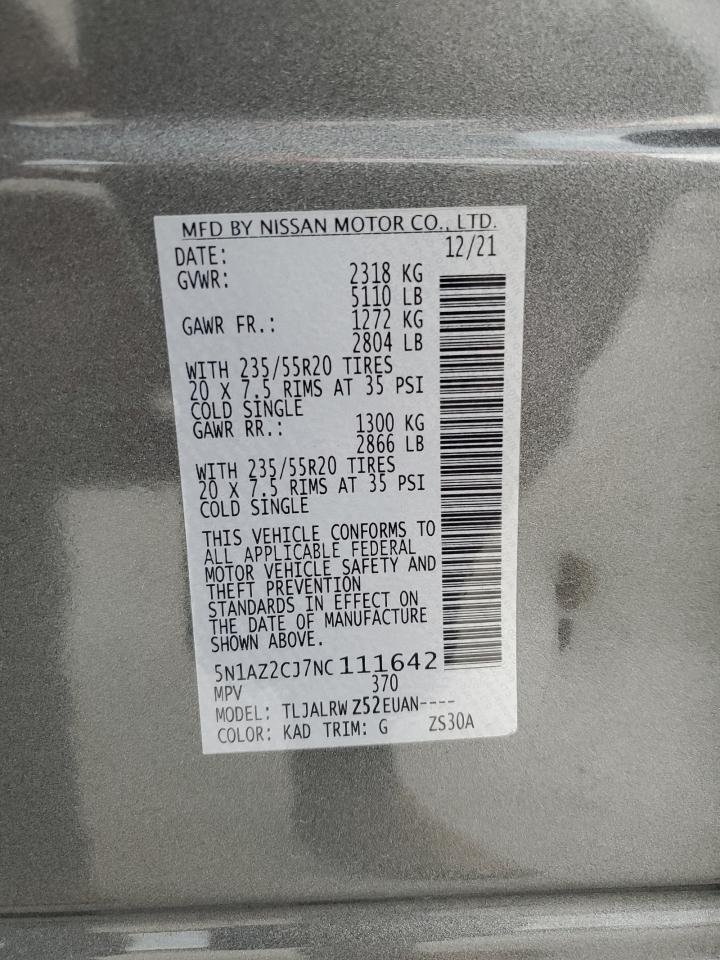 MFD BY NISSAN MOTOR CO., LTD.
DATE: 12/21
GVWR: 2318 KG
5110 LB
GAWR FR.: 1272 KG
2804 LB
WITH 235/55R20 TIRES
20 X 7.5 RIMS AT 35 PSI
COLD SINGLE
GAWR RR.: 1300 KG
2866 LB
WITH 235/55R20 TIRES
20 X 7.5 RIMS AT 35 PSI
COLD SINGLE
THIS VEHICLE CONFORMS TO
ALL APPLICABLE FEDERAL
MOTOR VEHICLE SAFETY AND
THEFT PREVENTION
STANDARDS IN EFFECT ON
THE DATE OF MANUFACTURE
SHOWN ABOVE.
5N1AZ2CJ7NC111642
MPV 370
MODEL: TLJALRW Z52EUAN----
COLOR: KAD TRIM: G ZS30A